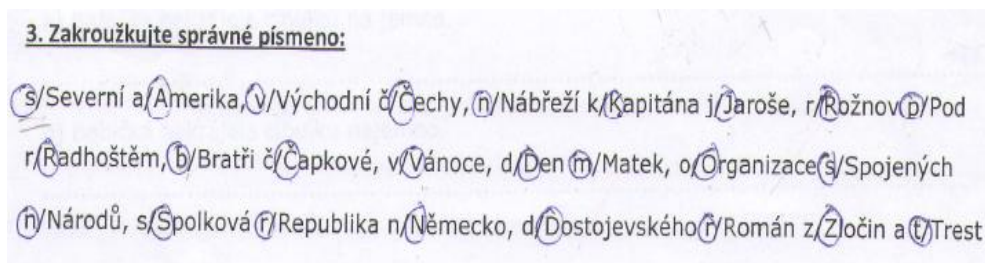 3. Zakroužkujte správné písmeno:
s/Severní a/Amerika, v/Východní č/Čechy, n/Nábřeží k/Kapitána j/Jaroše, r/Rožnov p/Pod
r/Radhoštěm, b/Bratři č/Čapkové, v/Vánoce, d/Den m/Matek, o/Organizace s/Spojených
n/Národů, s/Spolková r/Republika n/Německo, d/Dostojevského r/Román z/Zločin a t/Trest